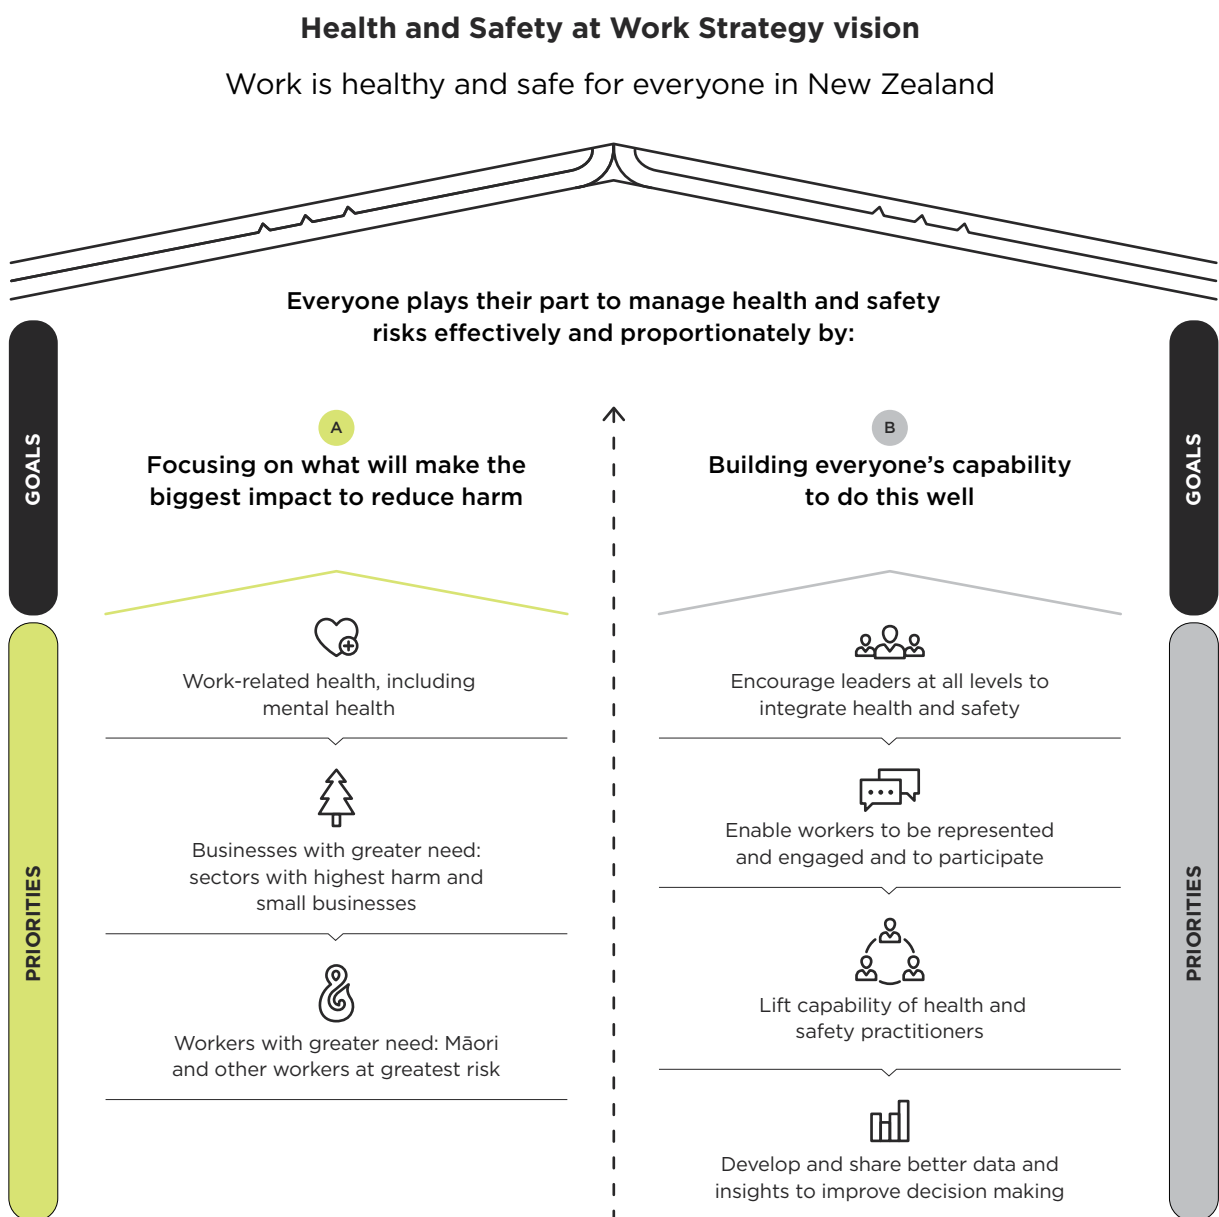 Health and Safety at Work Strategy vision
Work is healthy and safe for everyone in New Zealand
Everyone plays their part to manage health and safety
risks effectively and proportionately by:
GOALS
A
Focusing on what will make the
biggest impact to reduce harm
B
Building everyone’s capability
to do this well
GOALS
PRIORITIES
Work-related health, including
mental health
Businesses with greater need:
sectors with highest harm and
small businesses
Workers with greater need: Māori
and other workers at greatest risk
Encourage leaders at all levels to
integrate health and safety
Enable workers to be represented
and engaged and to participate
Lift capability of health and
safety practitioners
Develop and share better data and
insights to improve decision making
PRIORITIES